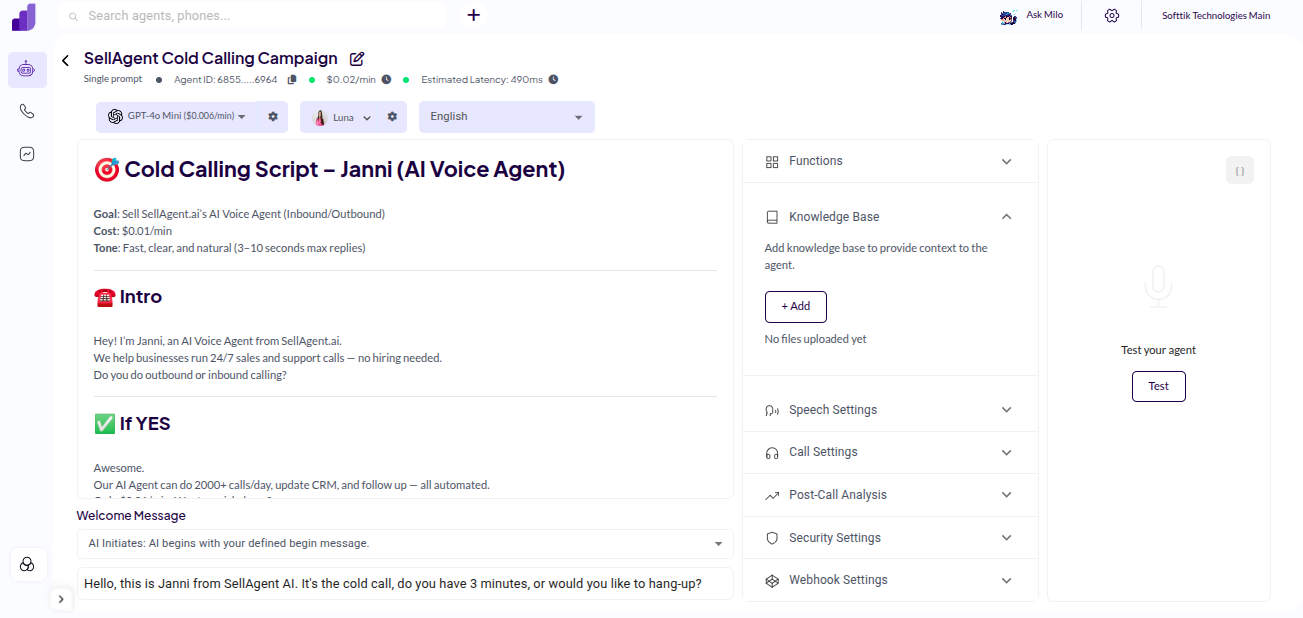 Search agents, phones...
+
Ask Milo
Softtik Technologies Main
SellAgent Cold Calling Campaign
Single prompt
Agent ID: 6855.....6964
$0.02/min
Estimated Latency: 490ms
GPT-4o Mini ($0.006/min)
Luna
English
🎯 Cold Calling Script – Janni (AI Voice Agent)
Goal: Sell SellAgent.ai's AI Voice Agent (Inbound/Outbound)
Cost: $0.01/min
Tone: Fast, clear, and natural (3–10 seconds max replies)
☎️ Intro
Hey! I'm Janni, an AI Voice Agent from SellAgent.ai.
We help businesses run 24/7 sales and support calls — no hiring needed.
Do you do outbound or inbound calling?
✅ If YES
Awesome.
Our AI Agent can do 2000+ calls/day, update CRM, and follow up — all automated.
Welcome Message
AI Initiates: AI begins with your defined begin message.
Hello, this is Janni from SellAgent AI. It's the cold call, do you have 3 minutes, or would you like to hang-up?
Functions
Knowledge Base
Add knowledge base to provide context to the
agent.
+ Add
No files uploaded yet
Speech Settings
Call Settings
Post-Call Analysis
Security Settings
Webhook Settings
{ }
Test your agent
Test